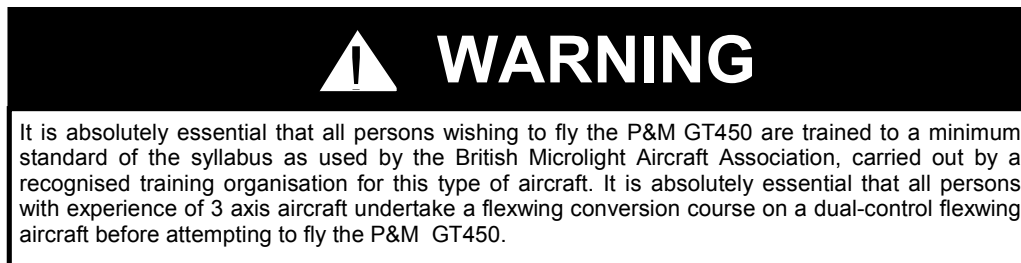 WARNING
It is absolutely essential that all persons wishing to fly the P&M GT450 are trained to a minimum
standard of the syllabus as used by the British Microlight Aircraft Association, carried out by a
recognised training organisation for this type of aircraft. It is absolutely essential that all persons
with experience of 3 axis aircraft undertake a flexwing conversion course on a dual-control flexwing
aircraft before attempting to fly the P&M GT450.